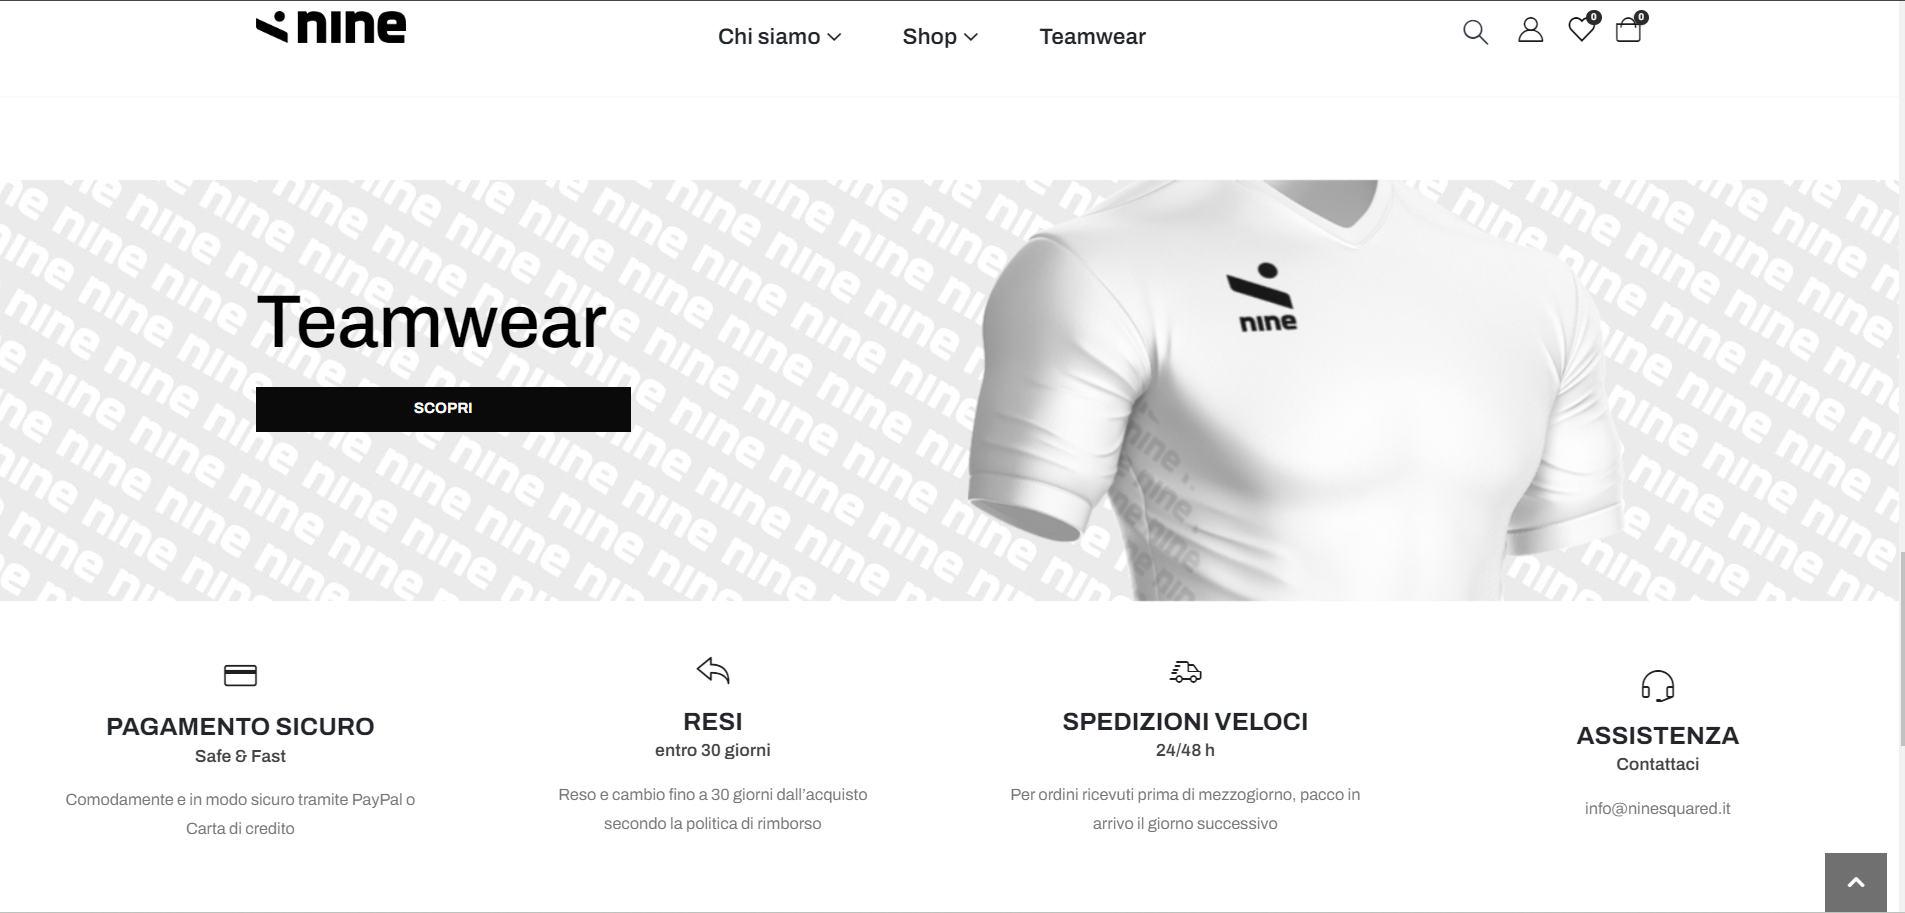 nine
Chi siamo
Shop
Teamwear
0
0
Teamwear
SCOPRI
nine
PAGAMENTO SICURO
Safe & Fast
Comodamente e in modo sicuro tramite PayPal o
Carta di credito
RESI
entro 30 giorni
Reso e cambio fino a 30 giorni dall’acquisto
secondo la politica di rimborso
SPEDIZIONI VELOCI
24/48 h
Per ordini ricevuti prima di mezzogiorno, pacco in
arrivo il giorno successivo
ASSISTENZA
Contattaci
info@ninesquared.it